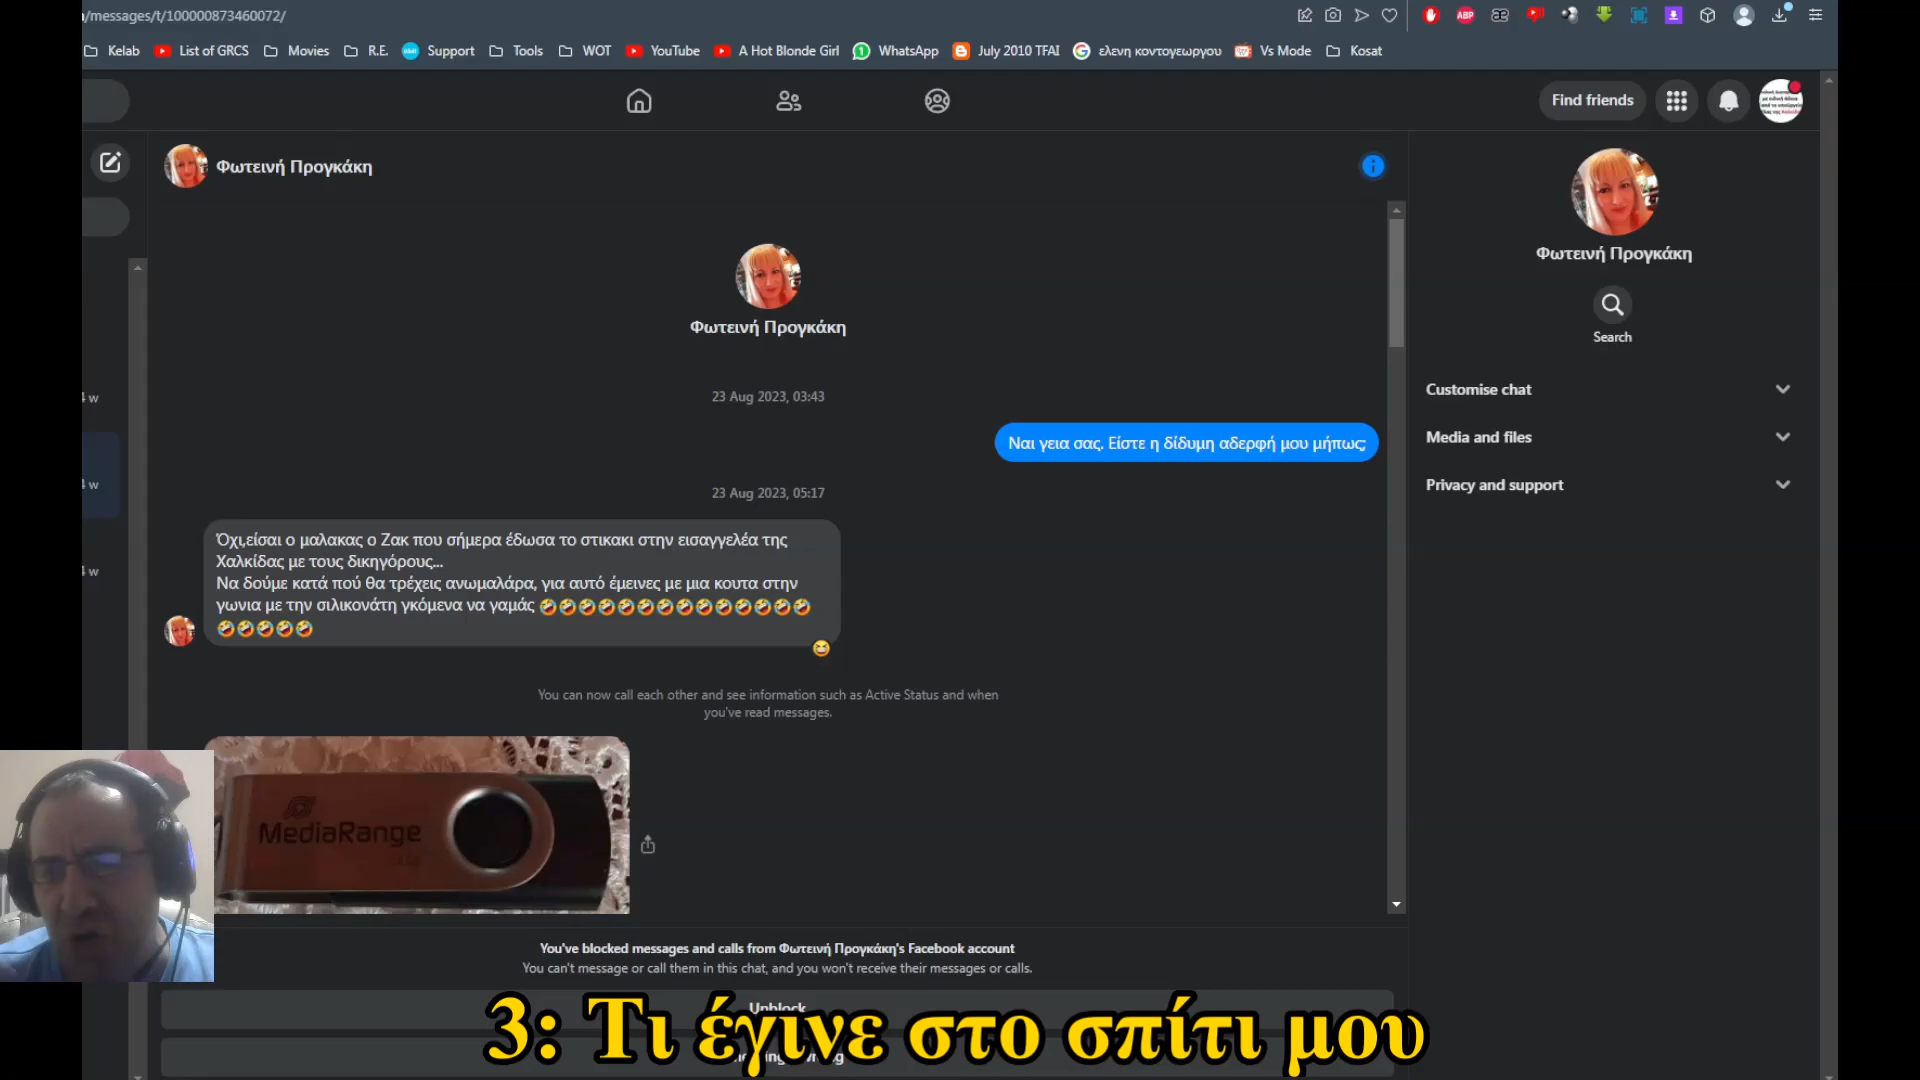 /messages/t/100000873460072/
Kelab
List of GRCS
Movies
R.E.
Support
Tools
WOT
YouTube
A Hot Blonde Girl
WhatsApp
July 2010 TFAI
ελενη κοντογεωργου
Vs Mode
Kosat
Find friends
Φωτεινή Προγκάκη
Φωτεινή Προγκάκη
Search
Customise chat
Media and files
Privacy and support
4 w
4 w
4 w
Φωτεινή Προγκάκη
23 Aug 2023, 03:43
Ναι γεια σας. Είστε η δίδυμη αδερφή μου μήπως;
23 Aug 2023, 05:17
Όχι,είσαι ο μαλακας ο Ζακ που σήμερα έδωσα το στικακι στην εισαγγελέα της
Χαλκίδας με τους δικηγόρους...
Να δούμε κατά πού θα τρέχεις ανωμαλάρα, για αυτό έμεινες με μια κουτα στην
γωνια με την σιλικονάτη γκόμενα να γαμάς 🤣🤣🤣🤣🤣🤣🤣🤣🤣🤣🤣🤣🤣🤣
🤣🤣🤣🤣🤣
You can now call each other and see information such as Active Status and when
you've read messages.
MediaRange
You've blocked messages and calls from Φωτεινή Προγκάκη's Facebook account
You can't message or call them in this chat, and you won't receive their messages or calls.
Unblock
3: Τι έγινε στο σπίτι μου